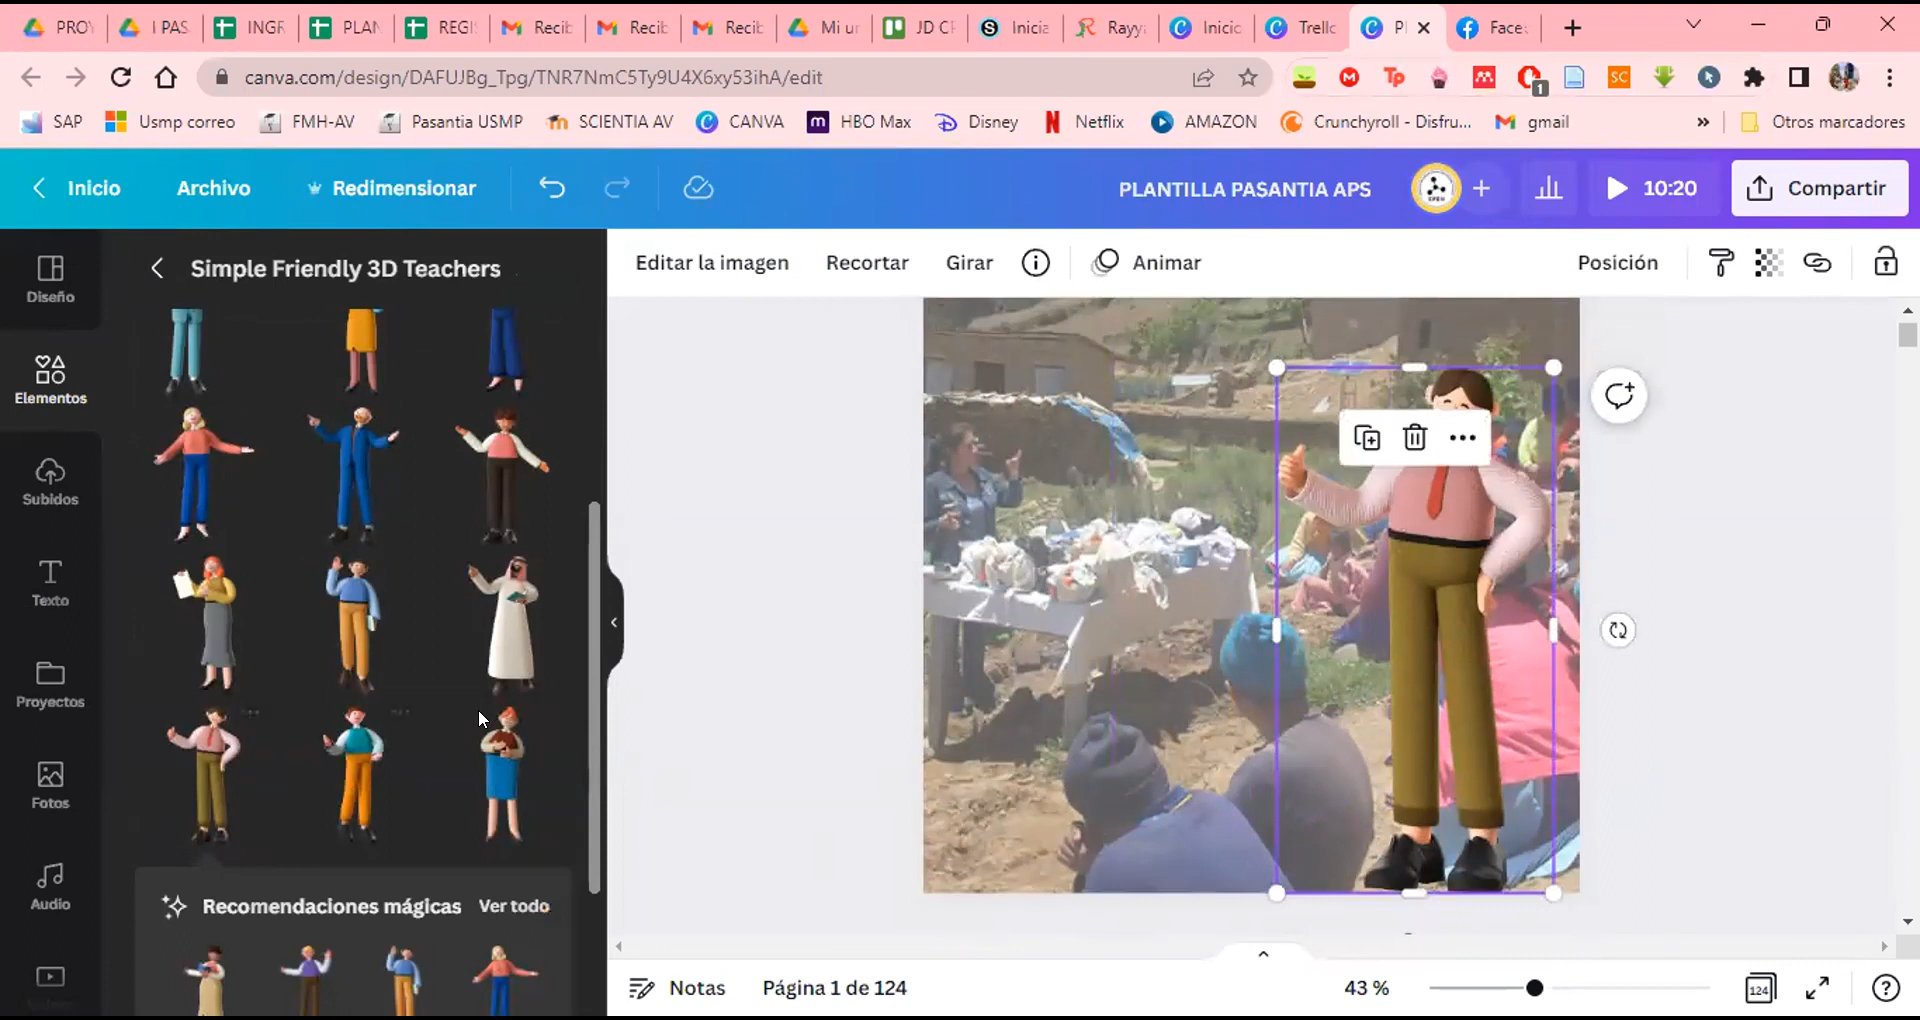 PRO
I PAS
INGR
PLAN
REGI
Recib
Recib
Recib
Mi un
JD CF
Inicia
Rayy
Inicio
Trello
Pl
Face
canva.com/design/DAFUJBg_Tpg/TNR7NmC5Ty9U4X6xy53ihA/edit
1
SAP
Usmp correo
FMH-AV
Pasantia USMP
SCIENTIA AV
CANVA
HBO Max
Disney
Netflix
AMAZON
Crunchyroll - Disfru...
gmail
»
Otros marcadores
Inicio
Archivo
Redimensionar
PLANTILLA PASANTIA APS
10:20
Compartir
Diseño
Elementos
Subidos
Texto
Proyectos
Fotos
Audio
Simple Friendly 3D Teachers
Recomendaciones mágicas
Ver todo
Editar la imagen
Recortar
Girar
Animar
Posición
Notas
Página 1 de 124
43 %
124